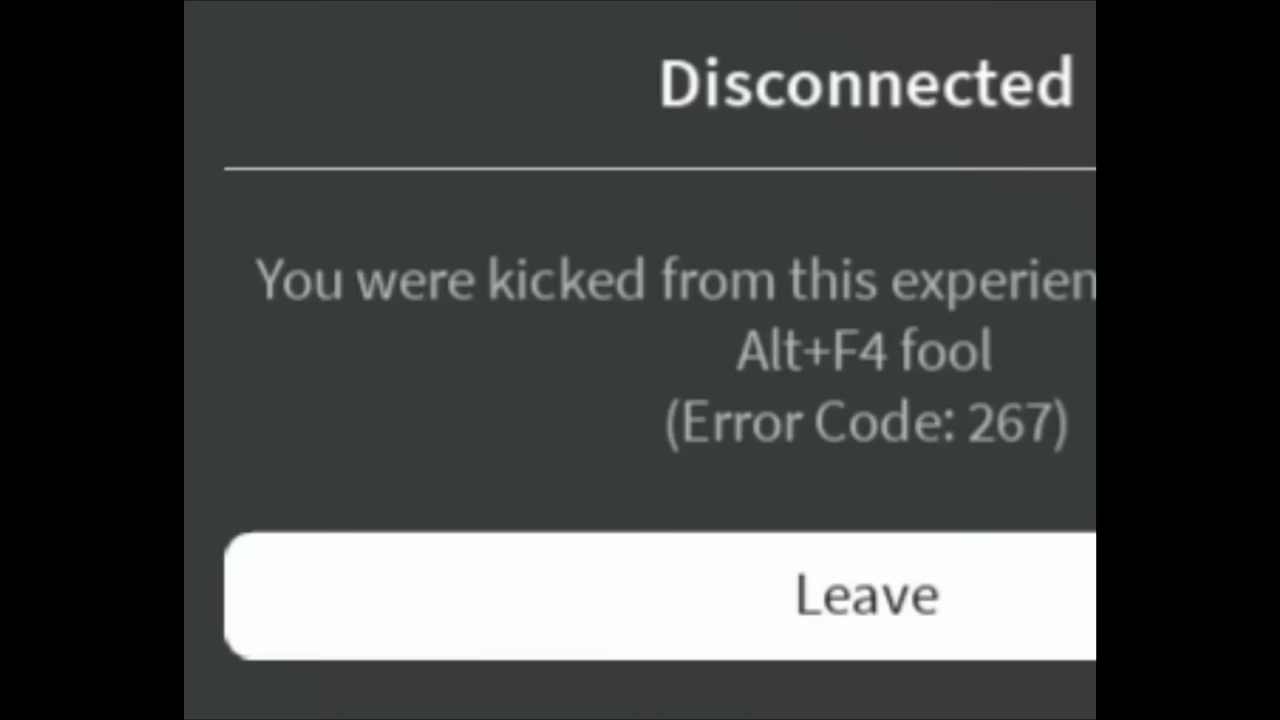 Disconnected
You were kicked from this experien
Alt+F4 fool
(Error Code: 267)
Leave